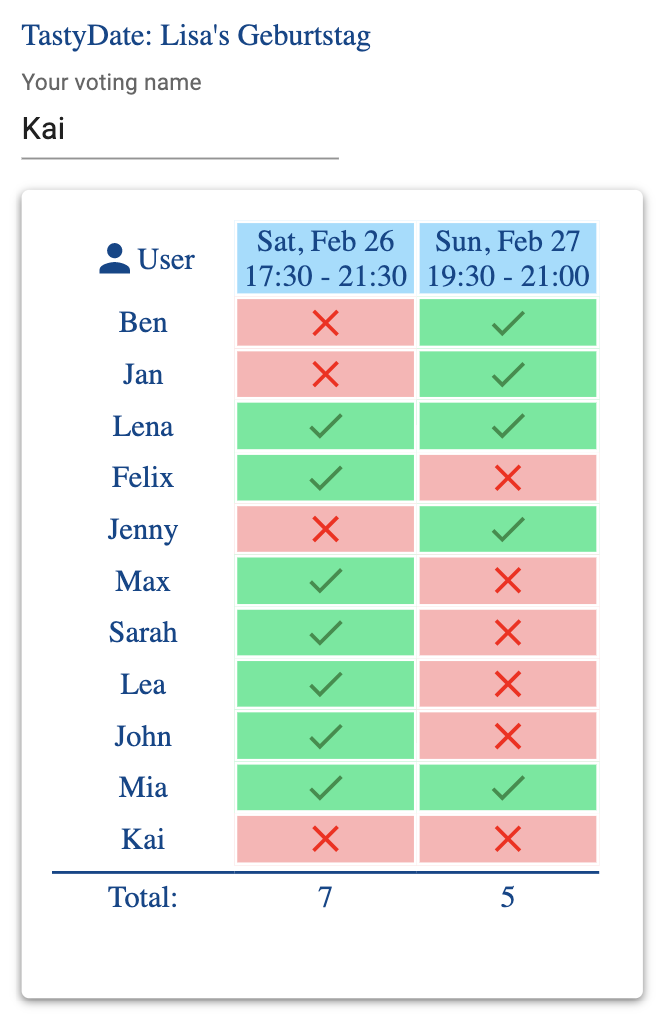 TastyDate: Lisa's Geburtstag
Your voting name
Kai
User
Sat, Feb 26
17:30 - 21:30
Sun, Feb 27
19:30 - 21:00
Ben
Jan
Lena
Felix
Jenny
Max
Sarah
Lea
John
Mia
Kai
Total: 7 5